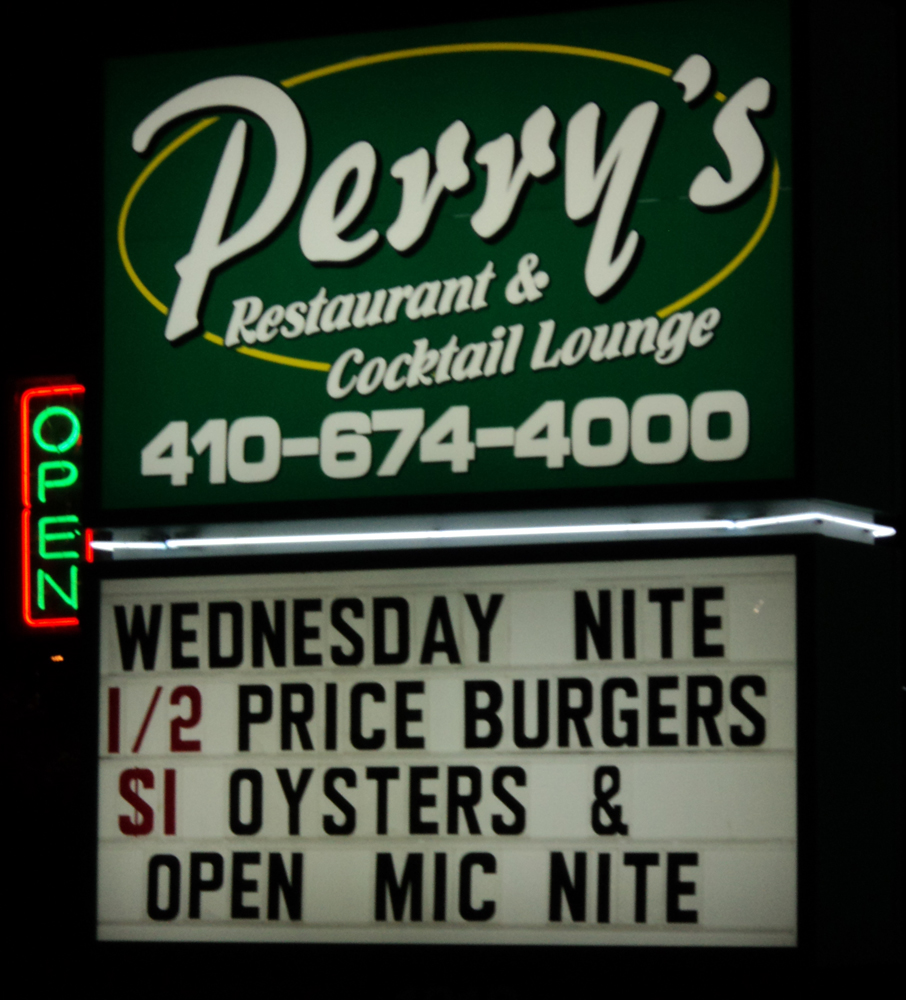 Perry's
Restaurant &
Cocktail Lounge
410-674-4000
OPEN
WEDNESDAY NITE
1/2 PRICE BURGERS
$1 OYSTERS &
OPEN MIC NITE